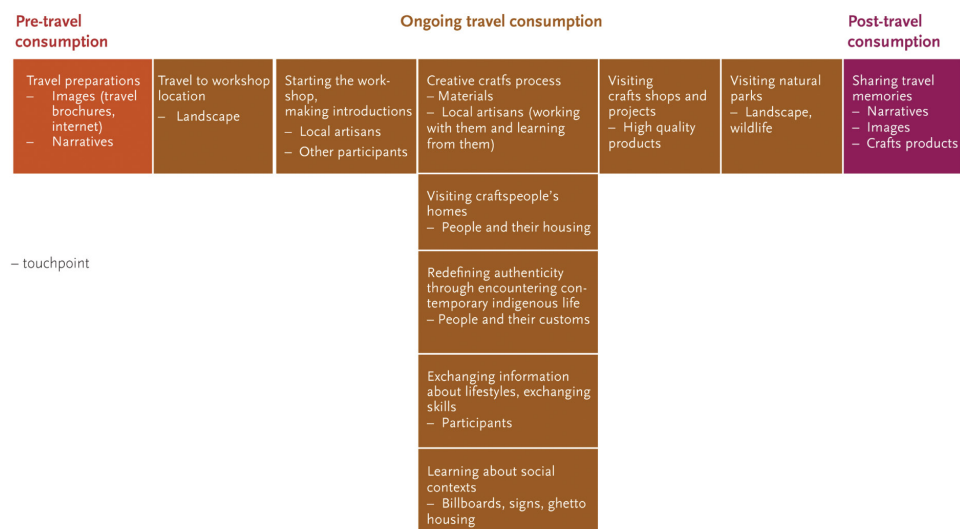 Pre-travel
consumption
Ongoing travel consumption
Post-travel
consumption
Travel preparations
– Images (travel
brochures,
internet)
– Narratives
Travel to workshop
location
– Landscape
Starting the work-
shop,
making introductions
– Local artisans
– Other participants
Creative cratfs process
– Materials
– Local artisans (working
with them and learning
from them)
Visiting
crafts shops and
projects
– High quality
products
Visiting natural
parks
– Landscape,
wildlife
Sharing travel
memories
– Narratives
– Images
– Crafts products
Visiting craftspeople’s
homes
– People and their housing
– touchpoint
Redefining authenticity
through encountering con-
temporary indigenous life
– People and their customs
Exchanging information
about lifestyles, exchanging
skills
– Participants
Learning about social
contexts
– Billboards, signs, ghetto
housing